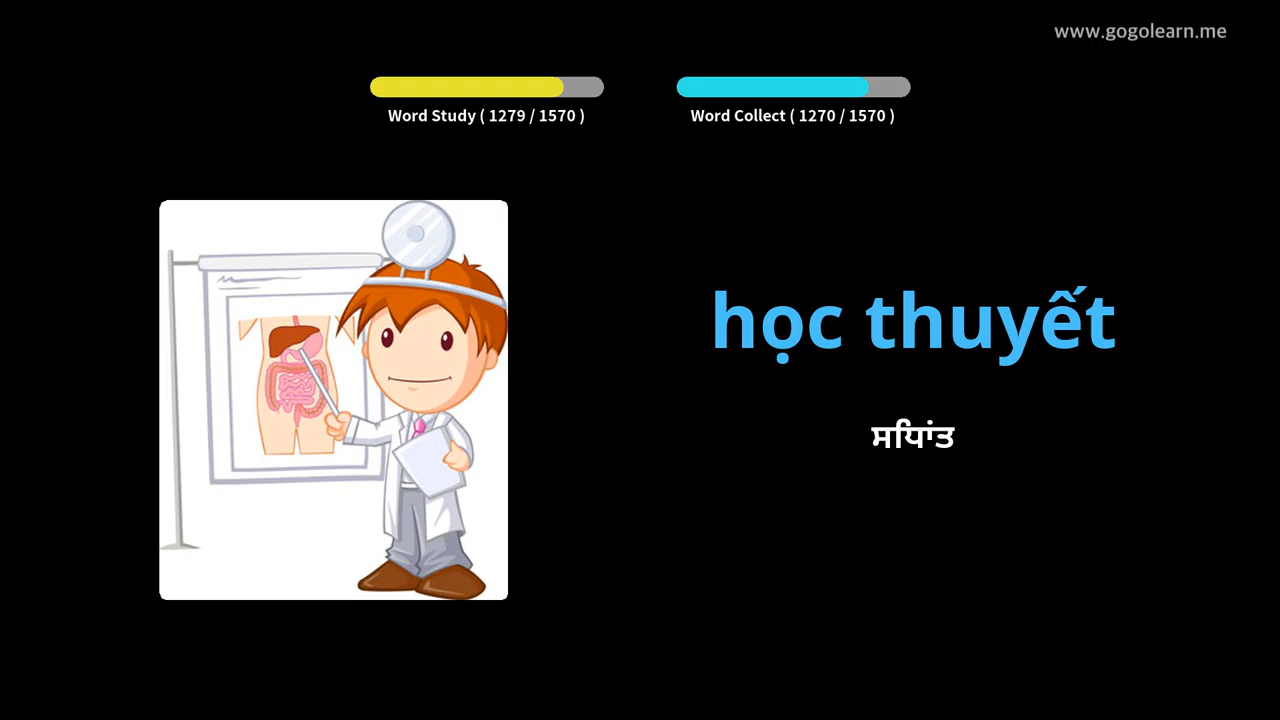 www.gogolearn.me
Word Study ( 1279 / 1570 )
Word Collect ( 1270 / 1570 )
học thuyết
ਸਿਧਾਂਤ